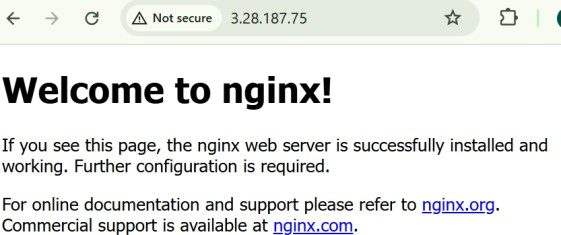 Not secure 3.28.187.75
Welcome to nginx!
If you see this page, the nginx web server is successfully installed and
working. Further configuration is required.
For online documentation and support please refer to nginx.org.
Commercial support is available at nginx.com.